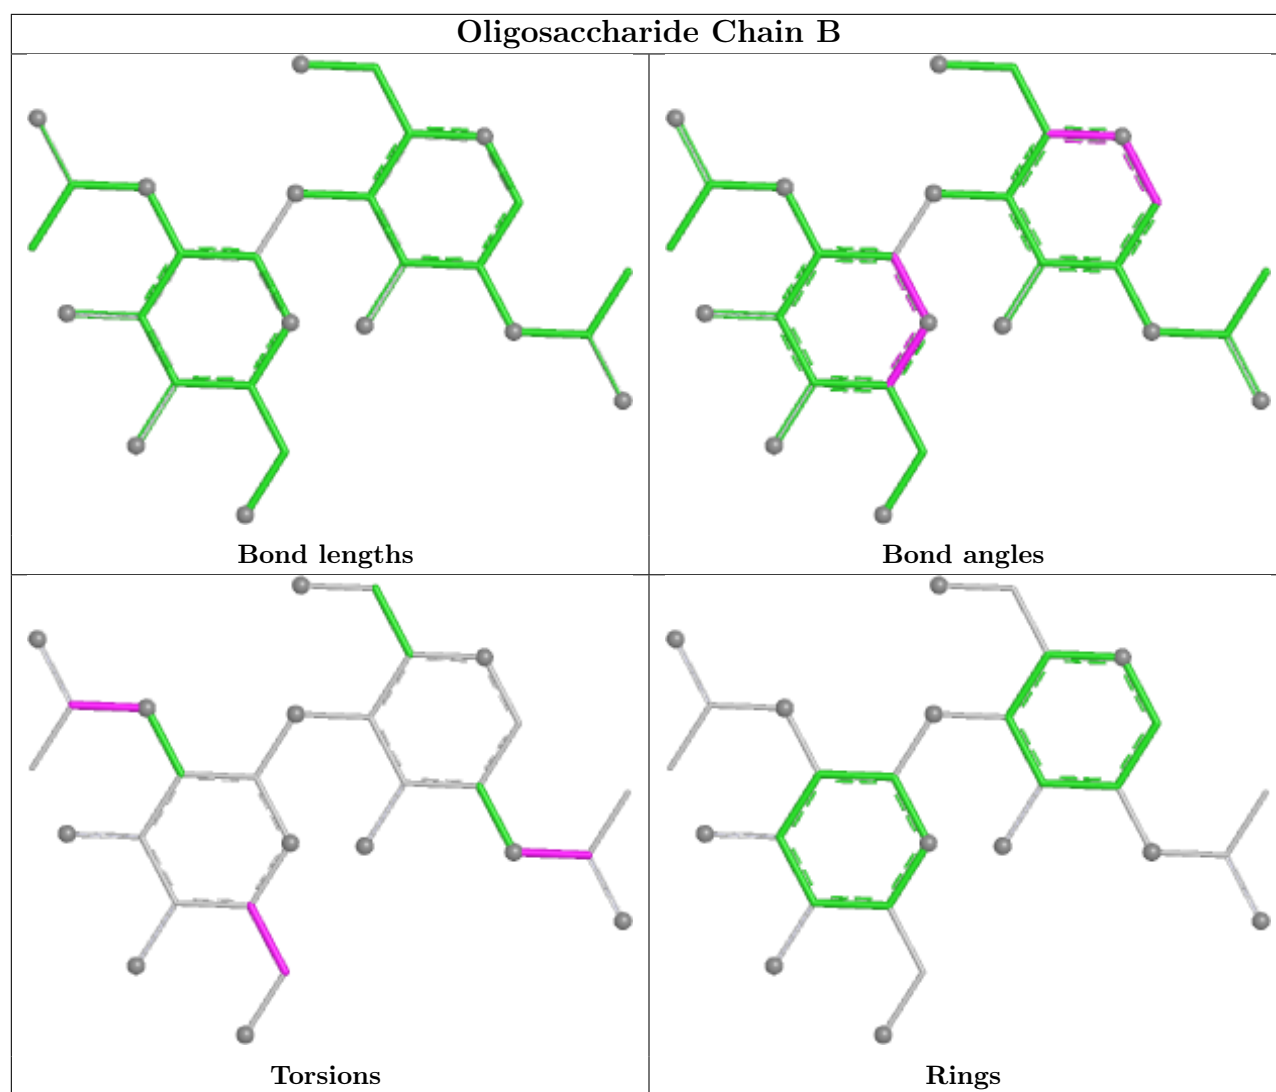 Oligosaccharide Chain B
Bond lengths
Bond angles
Torsions
Rings